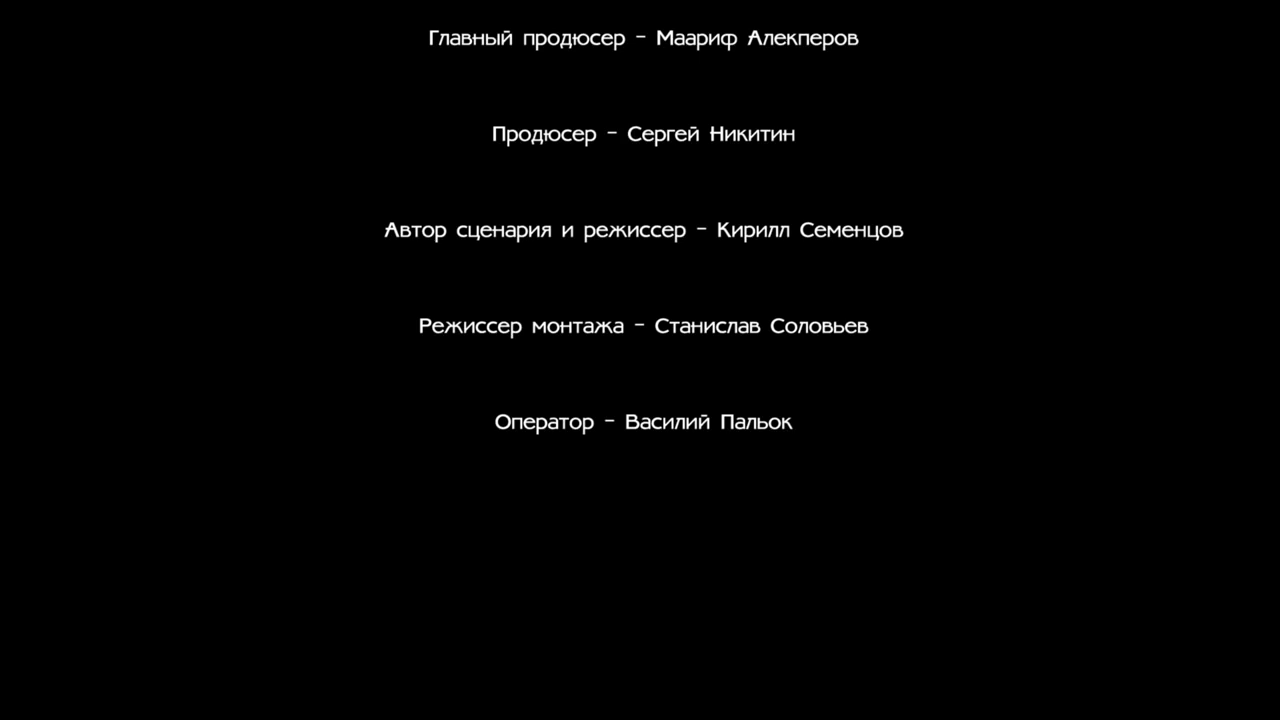 Главный продюсер - Маариф Алекперов
Продюсер - Сергей Никитин
Автор сценария и режиссер - Кирилл Семенцов
Режиссер монтажа - Станислав Соловьев
Оператор - Василий Пальок